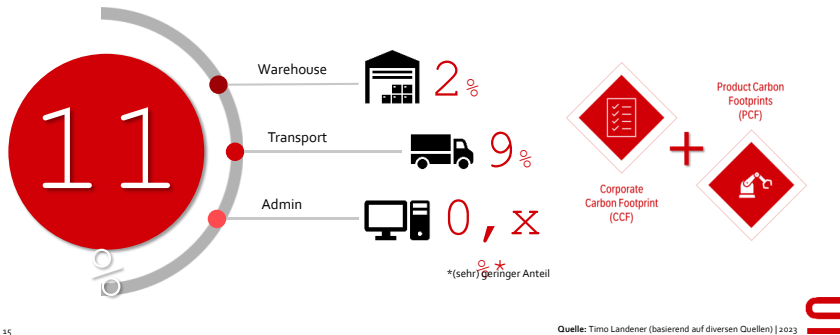 11
%
Warehouse
2%
Transport
9%
Admin
0,x
%*
*(sehr) geringer Anteil
Product Carbon
Footprints
(PCF)
+
Corporate
Carbon Footprint
(CCF)
15
Quelle: Timo Landener (basierend auf diversen Quellen) | 2023